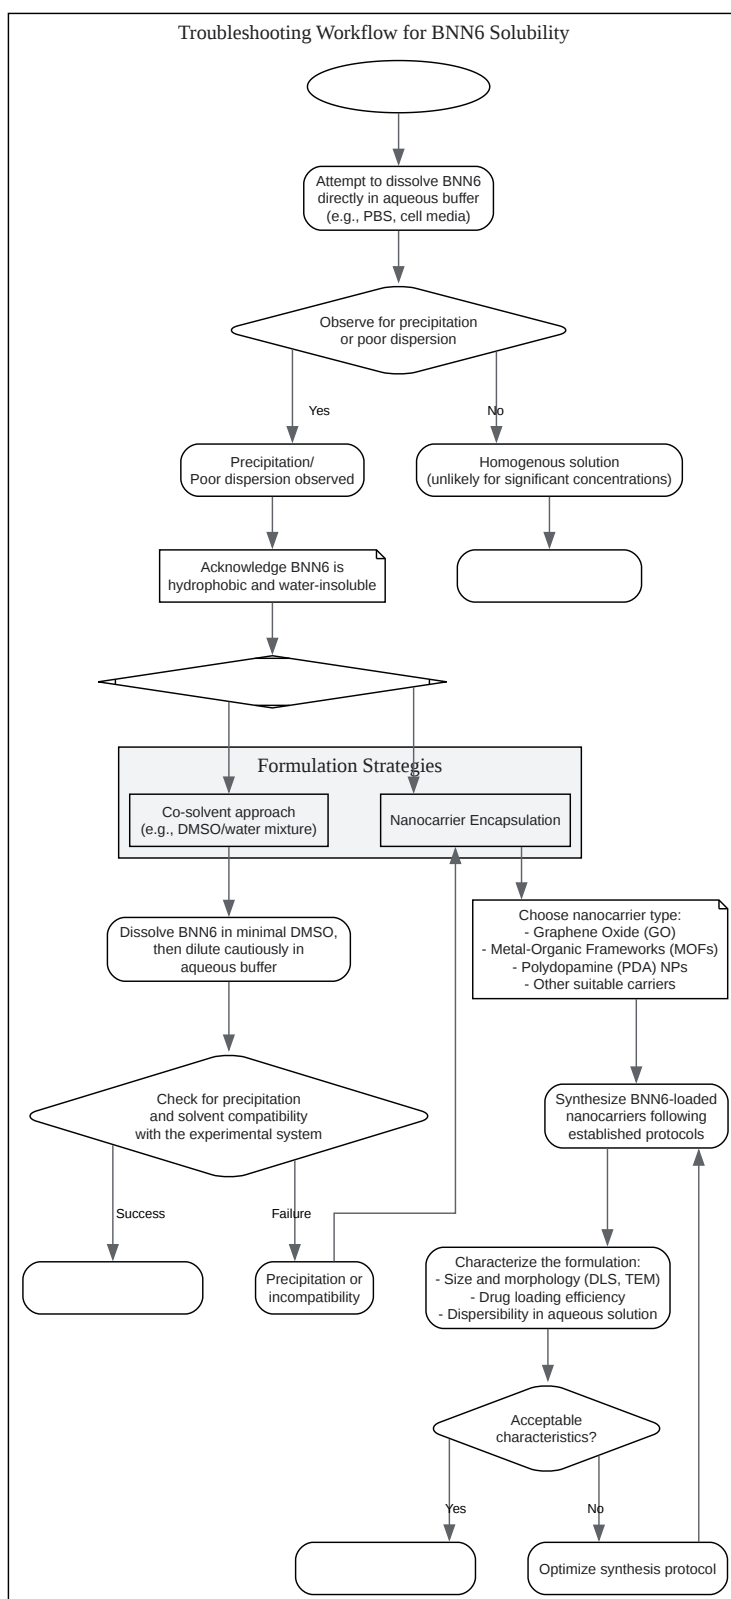 Troubleshooting Workflow for BNN6 Solubility
Attempt to dissolve BNN6
directly in aqueous buffer
(e.g., PBS, cell media)
Observe for precipitation
or poor dispersion
Yes
No
Precipitation/
Poor dispersion observed
Homogenous solution
(unlikely for significant concentrations)
Acknowledge BNN6 is
hydrophobic and water-insoluble
Formulation Strategies
Co-solvent approach
(e.g., DMSO/water mixture)
Nanocarrier Encapsulation
Dissolve BNN6 in minimal DMSO,
then dilute cautiously in
aqueous buffer
Choose nanocarrier type:
- Graphene Oxide (GO)
- Metal-Organic Frameworks (MOFs)
- Polydopamine (PDA) NPs
- Other suitable carriers
Check for precipitation
and solvent compatibility
with the experimental system
Synthesize BNN6-loaded
nanocarriers following
established protocols
Success
Failure
Precipitation or
incompatibility
Characterize the formulation:
- Size and morphology (DLS, TEM)
- Drug loading efficiency
- Dispersibility in aqueous solution
Acceptable
characteristics?
Yes
No
Optimize synthesis protocol